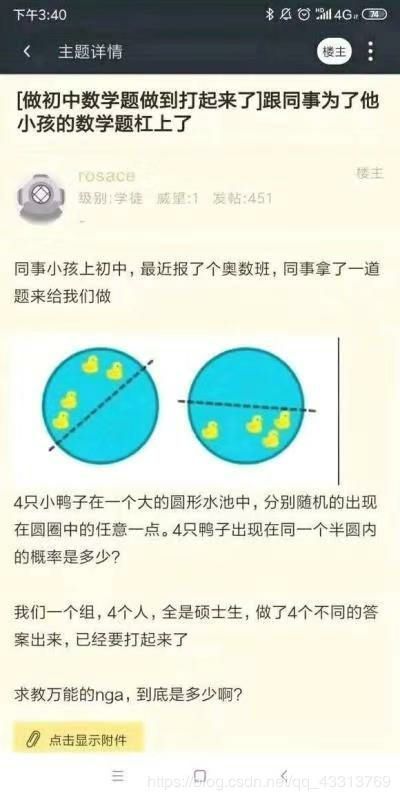 下午3:40
HD
4G
74
主题详情
楼主
[做初中数学题做到打起来了]跟同事为了他
小孩的数学题杠上了
rosace
楼主
级别:学徒 威望:1 发帖:451
-
同事小孩上初中，最近报了个奥数班，同事拿了一道
题来给我们做
4只小鸭子在一个大的圆形水池中，分别随机的出现
在圆圈中的任意一点。4只鸭子出现在同一个半圆内
的概率是多少？
我们一个组，4个人，全是硕士生，做了4个不同的答
案出来，已经要打起来了
求教万能的nga，到底是多少啊？
点击显示附件
https://blog.csdn.net/qq_43313769